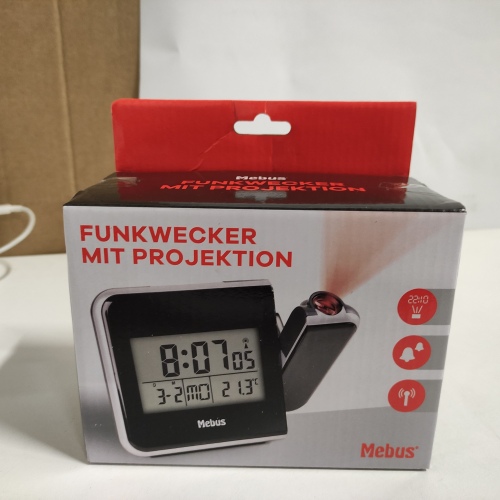 Mebus
FUNKWECKER
MIT PROJEKTION
FUNKWECKER
MIT PROJEKTION
22:10
8:07 05
3-2 MO 21.3°C
Mebus
Mebus®